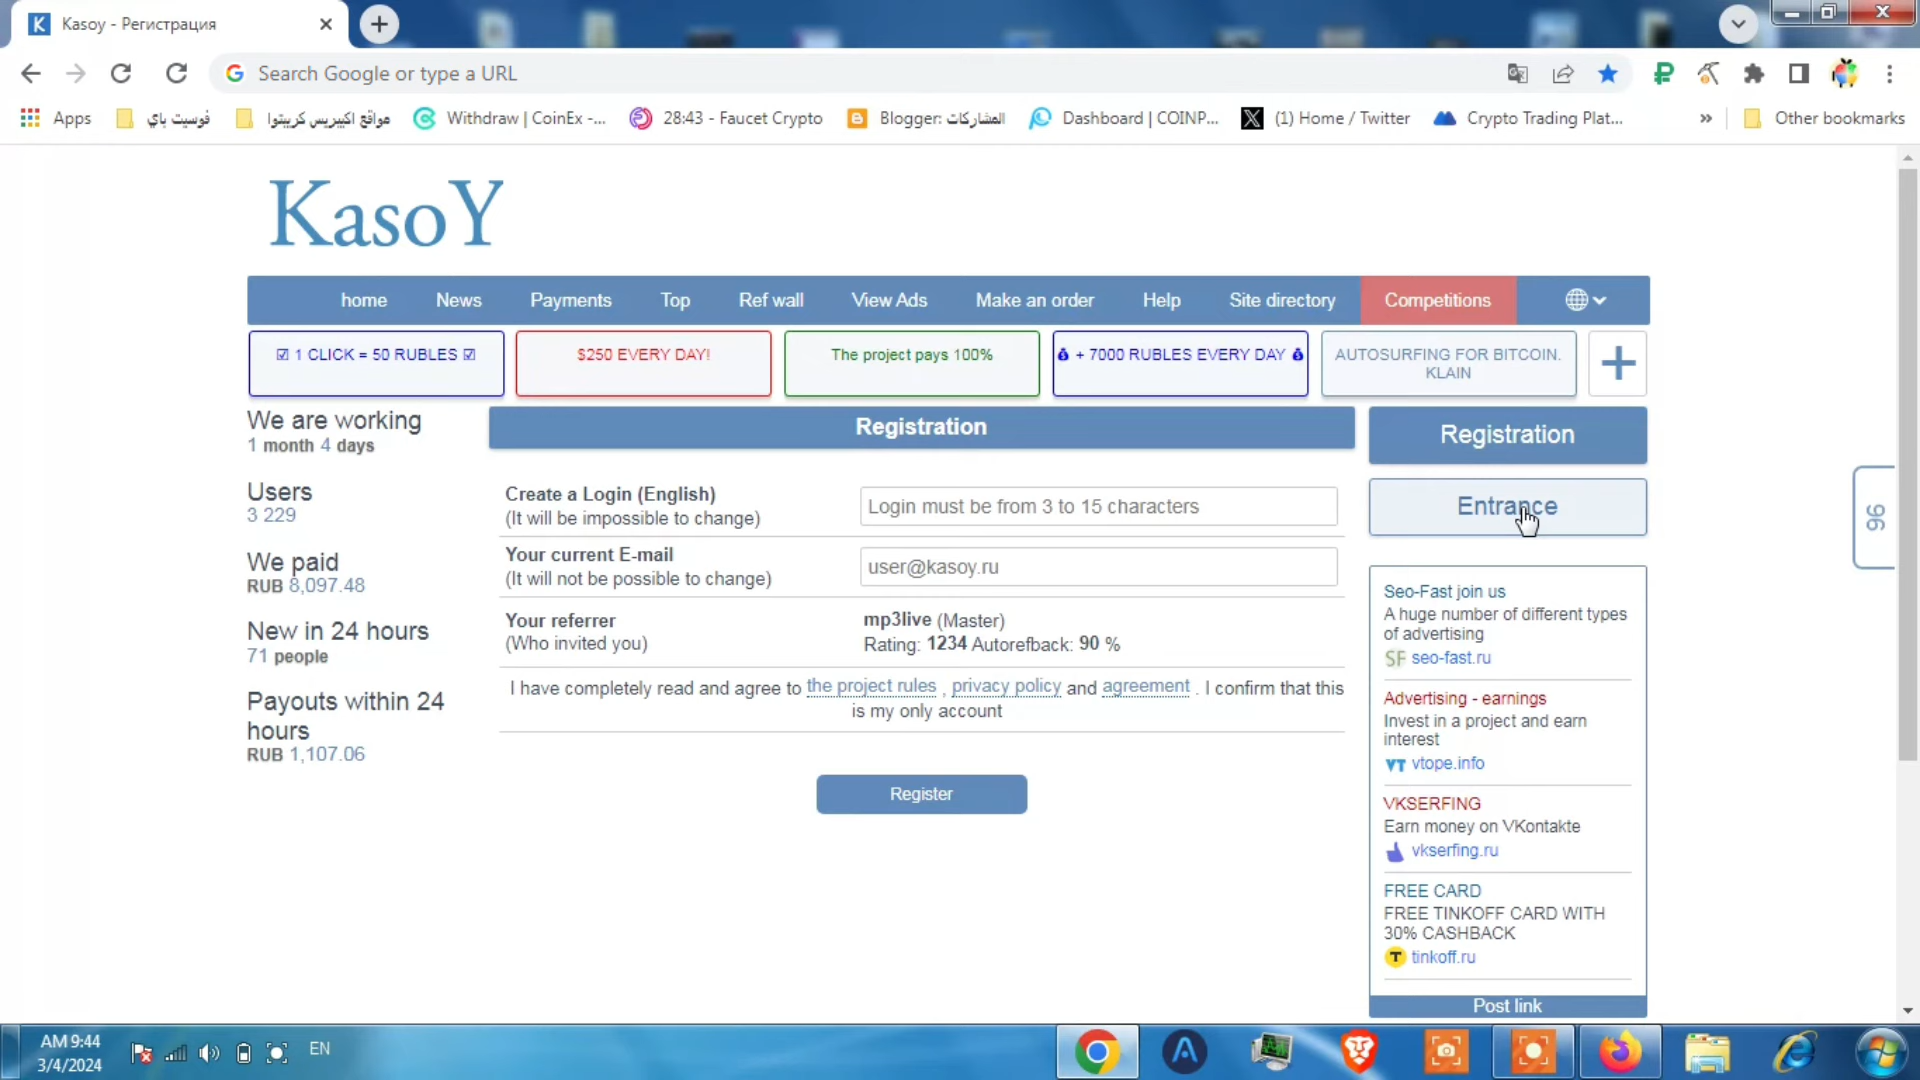 Kasoy - Регистрация
Search Google or type a URL
Apps
فوسيت باي
مواقع اكبيريس كريبتوا
Withdraw | CoinEx -...
28:43 - Faucet Crypto
Blogger: المشاركات
Dashboard | COINP...
(1) Home / Twitter
Crypto Trading Plat...
Other bookmarks
KasoY
home
News
Payments
Top
Ref wall
View Ads
Make an order
Help
Site directory
Competitions
☑ 1 CLICK = 50 RUBLES ☑
$250 EVERY DAY!
The project pays 100%
💰 + 7000 RUBLES EVERY DAY 💰
AUTOSURFING FOR BITCOIN.
KLAIN
We are working
1 month 4 days
Users
3 229
We paid
RUB 8,097.48
New in 24 hours
71 people
Payouts within 24
hours
RUB 1,107.06
Registration
Create a Login (English)
(It will be impossible to change)
Login must be from 3 to 15 characters
Your current E-mail
(It will not be possible to change)
user@kasoy.ru
Your referrer
(Who invited you)
mp3live (Master)
Rating: 1234 Autorefback: 90 %
I have completely read and agree to the project rules , privacy policy and agreement . I confirm that this
is my only account
Register
Registration
Entrance
Seo-Fast join us
A huge number of different types
of advertising
SF seo-fast.ru
Advertising - earnings
Invest in a project and earn
interest
VT vtope.info
VKSERFING
Earn money on VKontakte
vkserfing.ru
FREE CARD
FREE TINKOFF CARD WITH
30% CASHBACK
T tinkoff.ru
Post link
96
AM 9:44
3/4/2024
EN